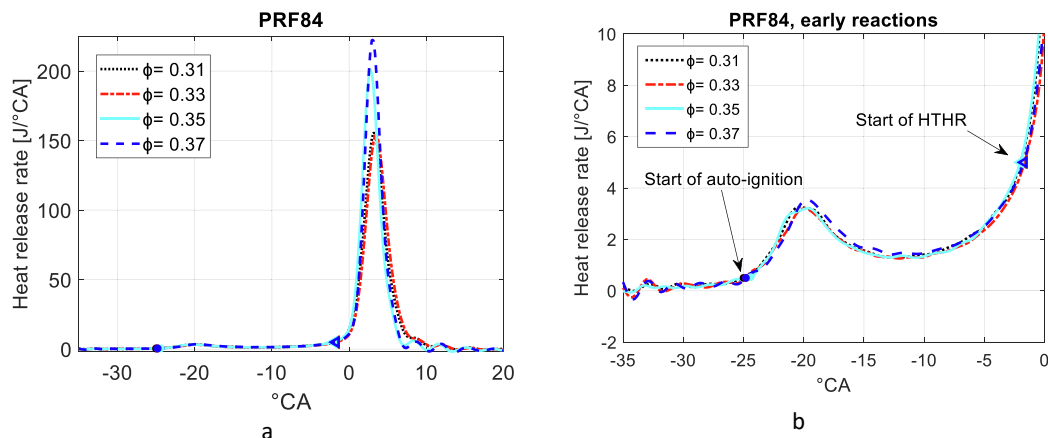 PRF84
Heat release rate [J/°CA]
200
150
100
50
0
ϕ= 0.31
ϕ= 0.33
ϕ= 0.35
ϕ= 0.37
-30
-20
-10
0
10
20
°CA
a
PRF84, early reactions
Heat release rate [J/°CA]
10
8
6
4
2
0
-2
ϕ= 0.31
ϕ= 0.33
ϕ= 0.35
ϕ= 0.37
Start of HTHR
Start of auto-ignition
-35
-30
-25
-20
-15
-10
-5
0
°CA
b